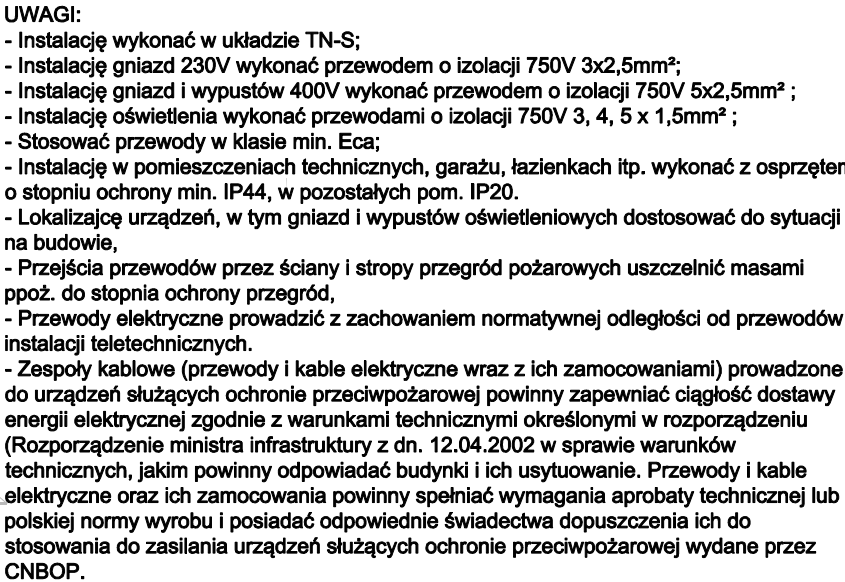 UWAGI:
- Instalację wykonać w układzie TN-S;
- Instalację gniazd 230V wykonać przewodem o izolacji 750V 3x2,5mm²;
- Instalację gniazd i wypustów 400V wykonać przewodem o izolacji 750V 5x2,5mm² ;
- Instalację oświetlenia wykonać przewodami o izolacji 750V 3, 4, 5 x 1,5mm² ;
- Stosować przewody w klasie min. Eca;
- Instalację w pomieszczeniach technicznych, garażu, łazienkach itp. wykonać z osprzętem
o stopniu ochrony min. IP44, w pozostałych pom. IP20.
- Lokalizajcę urządzeń, w tym gniazd i wypustów oświetleniowych dostosować do sytuacji
na budowie,
- Przejścia przewodów przez ściany i stropy przegród pożarowych uszczelnić masami
ppoż. do stopnia ochrony przegród,
- Przewody elektryczne prowadzić z zachowaniem normatywnej odległości od przewodów
instalacji teletechnicznych.
- Zespoły kablowe (przewody i kable elektryczne wraz z ich zamocowaniami) prowadzone
do urządzeń służących ochronie przeciwpożarowej powinny zapewniać ciągłość dostawy
energii elektrycznej zgodnie z warunkami technicznymi określonymi w rozporządzeniu
(Rozporządzenie ministra infrastruktury z dn. 12.04.2002 w sprawie warunków
technicznych, jakim powinny odpowiadać budynki i ich usytuowanie. Przewody i kable
elektryczne oraz ich zamocowania powinny spełniać wymagania aprobaty technicznej lub
polskiej normy wyrobu i posiadać odpowiednie świadectwa dopuszczenia ich do
stosowania do zasilania urządzeń służących ochronie przeciwpożarowej wydane przez
CNBOP.